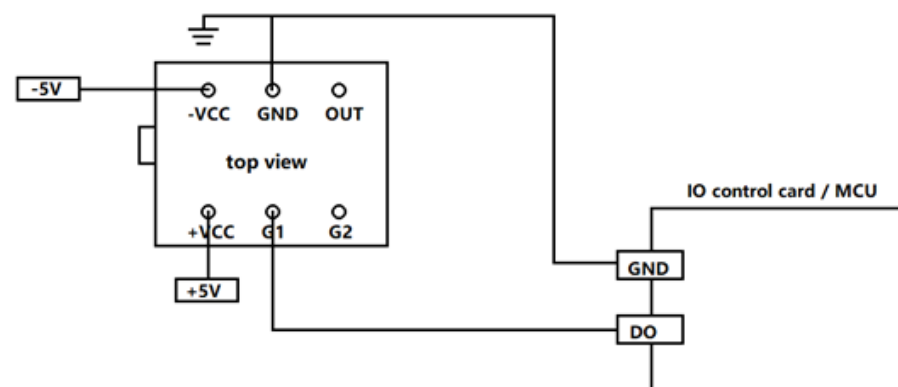 -5V
-VCC GND OUT
top view
IO control card / MCU
+VCC G1 G2
GND
+5V
DO